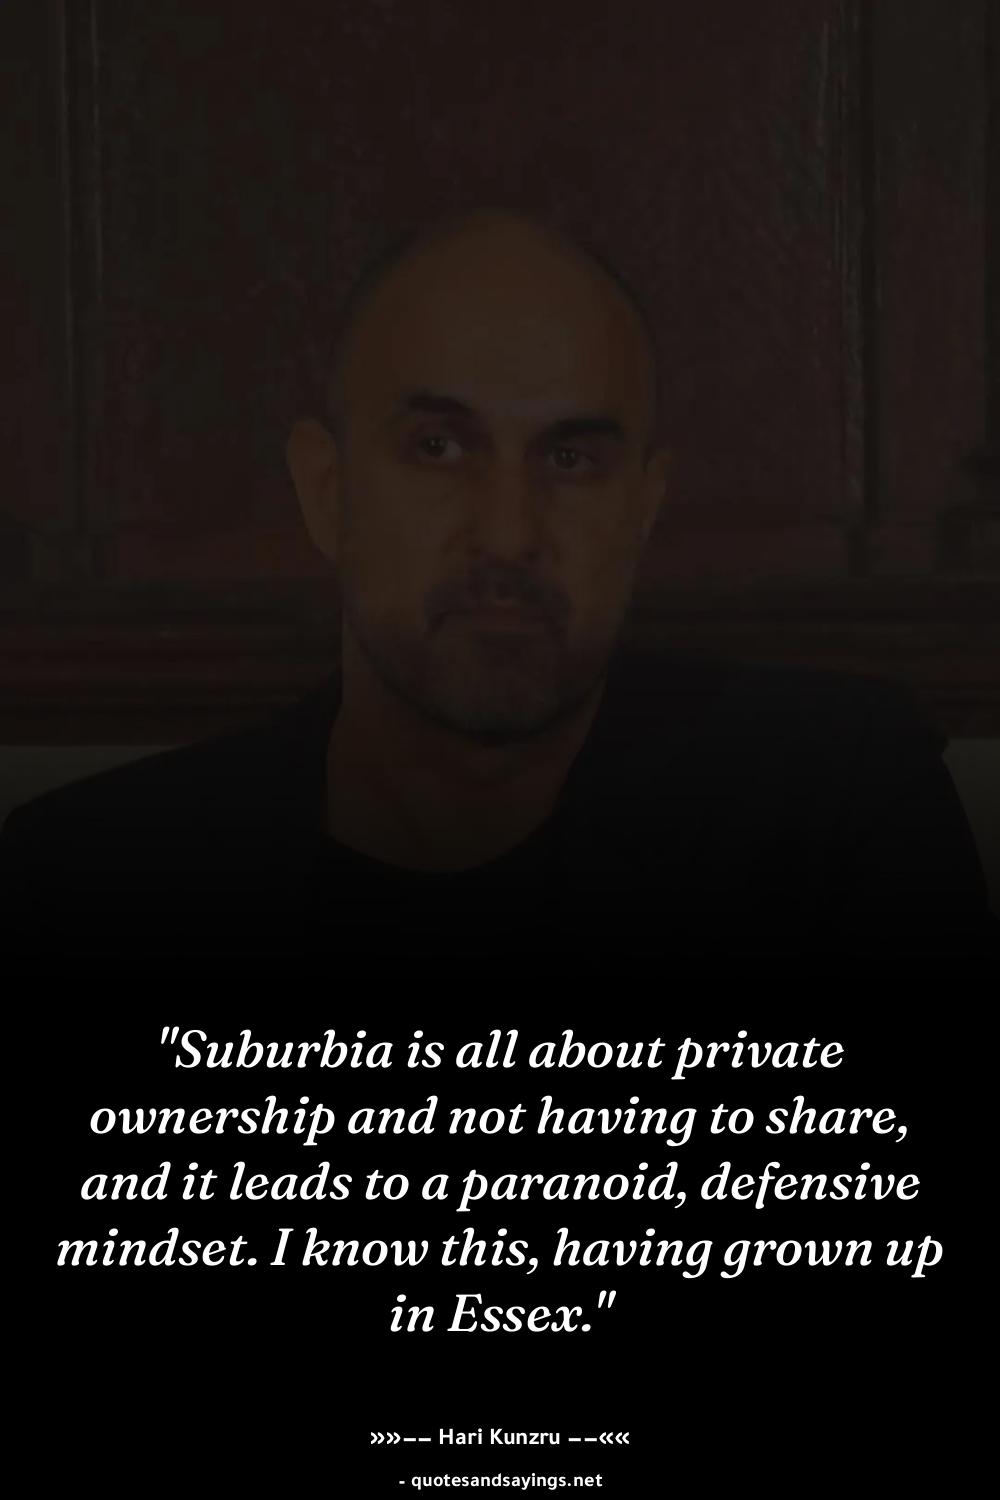 "Suburbia is all about private
ownership and not having to share,
and it leads to a paranoid, defensive
mindset. I know this, having grown up
in Essex."
»»−− Hari Kunzru −−««
- quotesandsayings.net